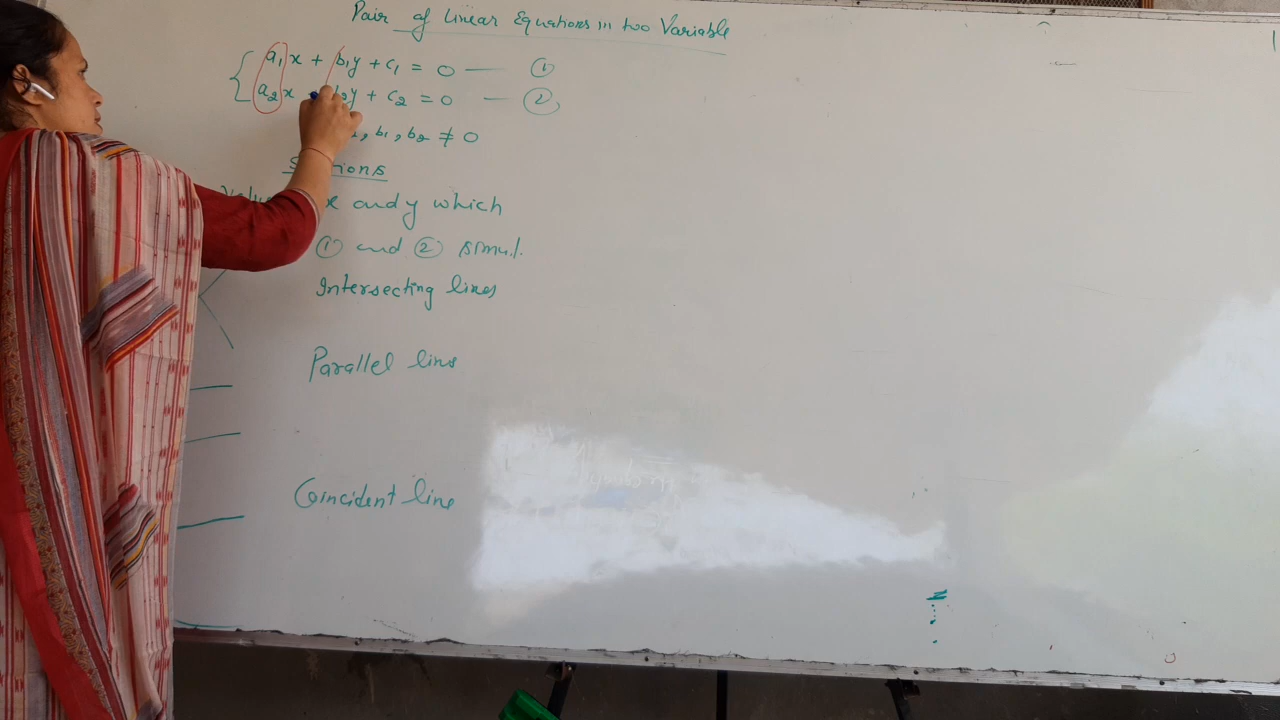 Pair of Linear Equations in two Variable
a₁x + b₁y + c₁ = 0 — ①
a₂x + b₂y + c₂ = 0 — ②
, b₁, b₂ ≠ 0
x and y which
① and ② simul.
Intersecting lines
Parallel line
Coincident line